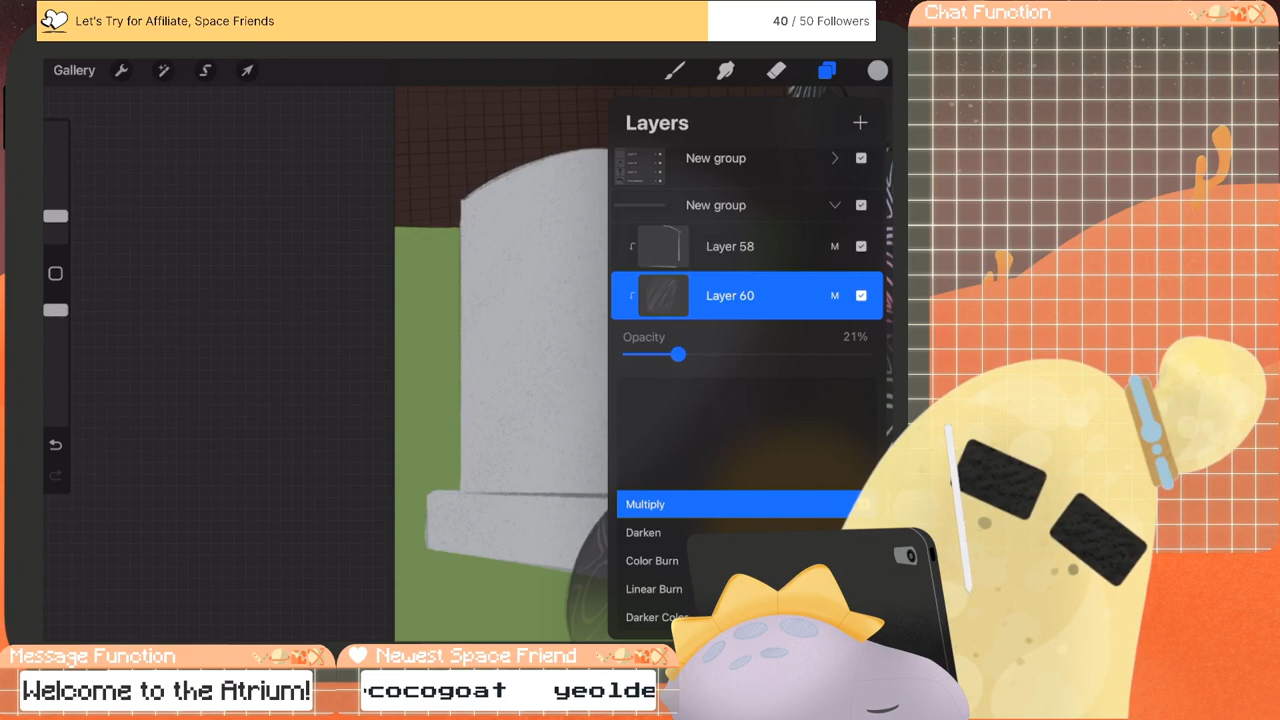 Let's Try for Affiliate, Space Friends
40 / 50 Followers
Chat Function
Gallery
Layers
New group
New group
Layer 58
M
Layer 60
M
Opacity
21%
Multiply
Darken
Color Burn
Linear Burn
Darker Color
Message Function
Newest Space Friend
Welcome to the Atrium!
cocogoat yeolde